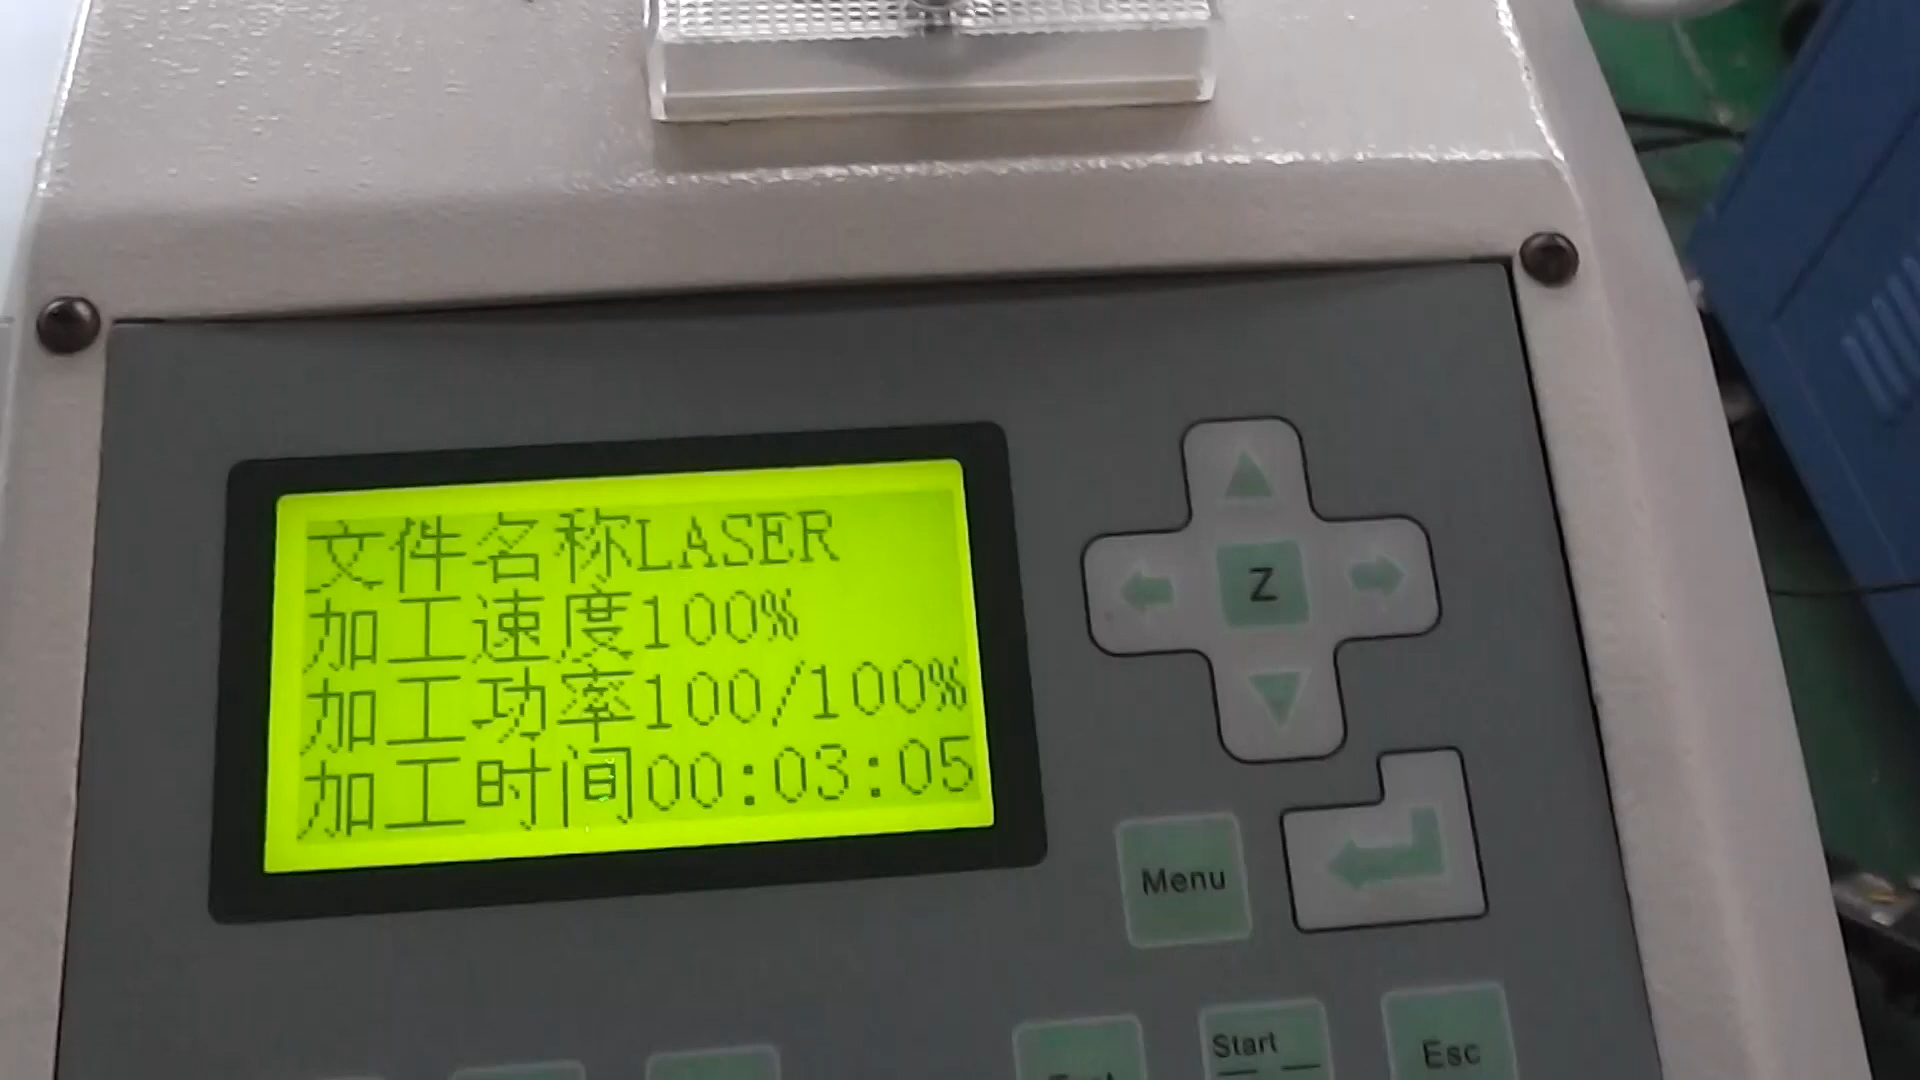 文件名称LASER
加工速度100%
加工功率100/100%
加工时间00:03:05
Z
Menu
Start
Esc